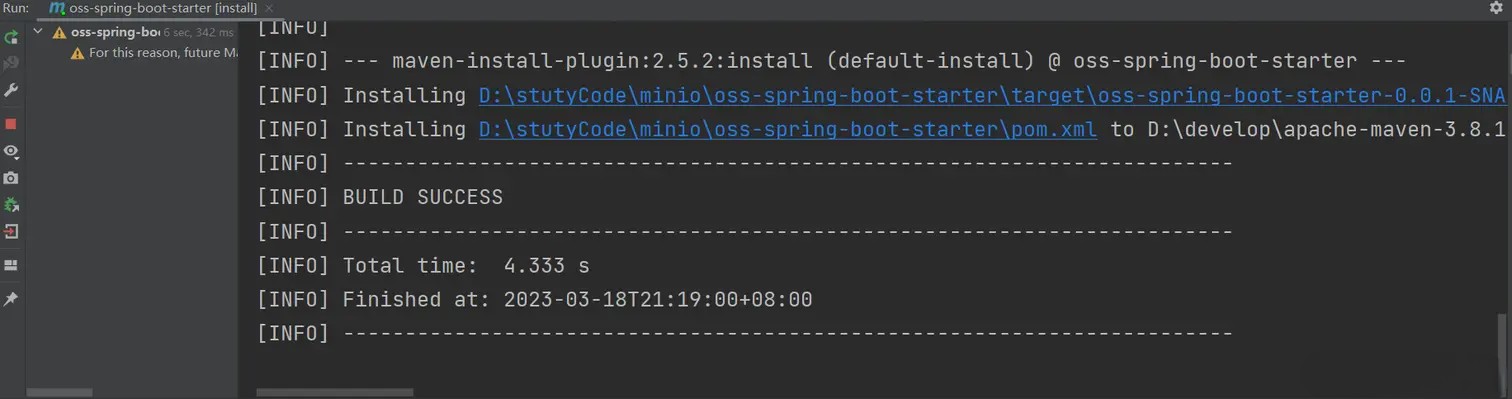 Run: oss-spring-boot-starter [install]
oss-spring-bo 6 sec, 342 ms
For this reason, future M
[INFO]
[INFO] --- maven-install-plugin:2.5.2:install (default-install) @ oss-spring-boot-starter ---
[INFO] Installing D:\stutyCode\minio\oss-spring-boot-starter\target\oss-spring-boot-starter-0.0.1-SNA
[INFO] Installing D:\stutyCode\minio\oss-spring-boot-starter\pom.xml to D:\develop\apache-maven-3.8.1
[INFO] ------------------------------------------------------------------------
[INFO] BUILD SUCCESS
[INFO] ------------------------------------------------------------------------
[INFO] Total time:  4.333 s
[INFO] Finished at: 2023-03-18T21:19:00+08:00
[INFO] ------------------------------------------------------------------------